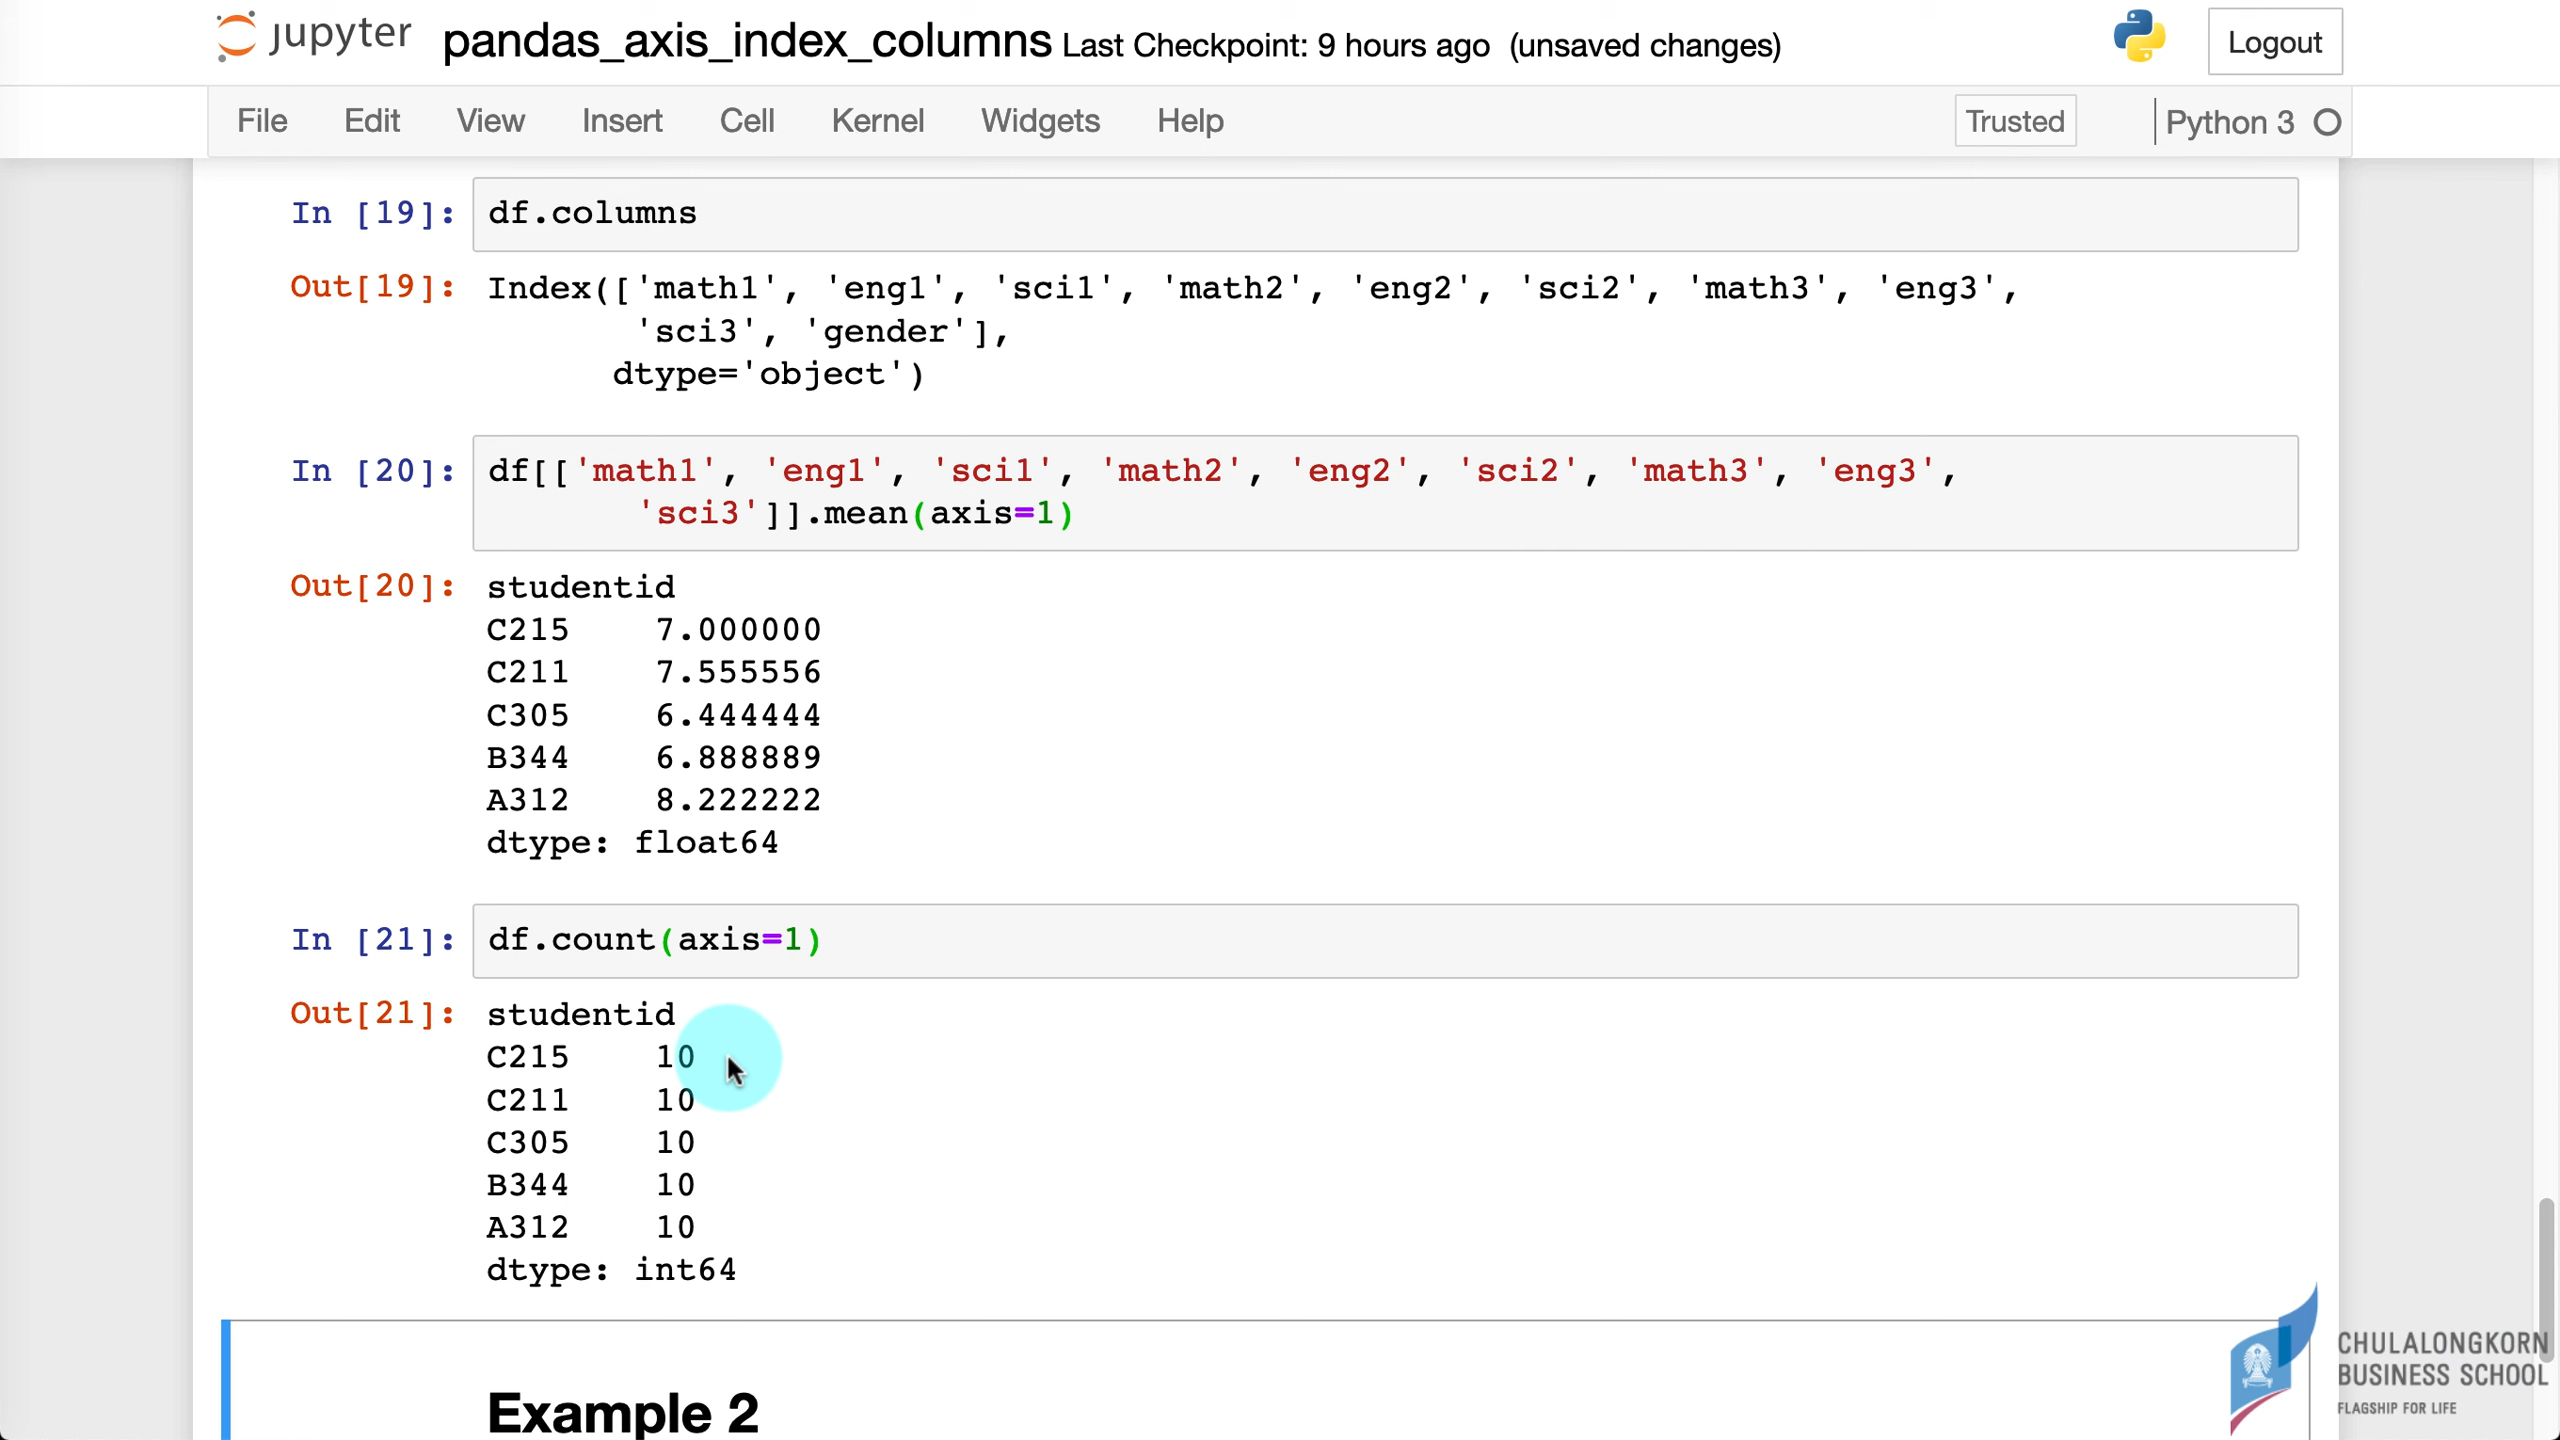 jupyter pandas_axis_index_columns Last Checkpoint: 9 hours ago (unsaved changes) Logout
File Edit View Insert Cell Kernel Widgets Help Trusted Python 3
In [19]: df.columns
Out[19]: Index(['math1', 'eng1', 'sci1', 'math2', 'eng2', 'sci2', 'math3', 'eng3',
'sci3', 'gender'],
dtype='object')
In [20]: df[['math1', 'eng1', 'sci1', 'math2', 'eng2', 'sci2', 'math3', 'eng3',
'sci3']].mean(axis=1)
Out[20]: studentid
C215 7.000000
C211 7.555556
C305 6.444444
B344 6.888889
A312 8.222222
dtype: float64
In [21]: df.count(axis=1)
Out[21]: studentid
C215 10
C211 10
C305 10
B344 10
A312 10
dtype: int64
Example 2
CHULALONGKORN
BUSINESS SCHOOL
FLAGSHIP FOR LIFE